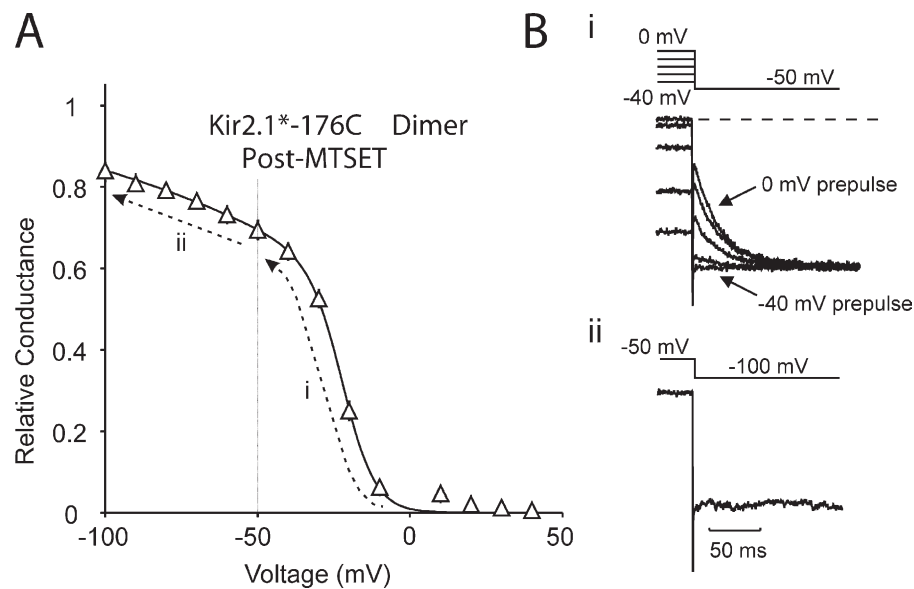 A
Kir2.1*-176C Dimer
Post-MTSET
1
0.8
0.6
0.4
0.2
0
Relative Conductance
ii
i
-100
-50
0
50
Voltage (mV)
B
i
0 mV
-50 mV
-40 mV
0 mV prepulse
-40 mV prepulse
ii
-50 mV
-100 mV
50 ms